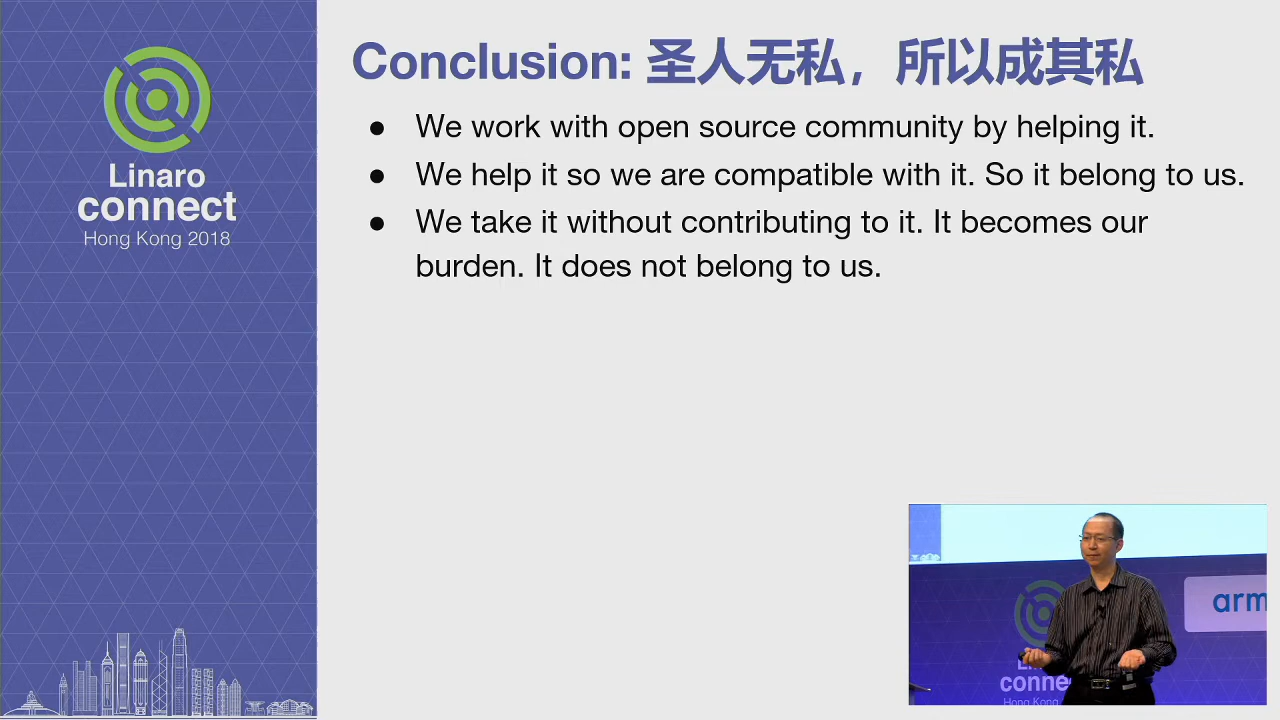 Linaro
connect
Hong Kong 2018
Conclusion: 圣人无私，所以成其私
● We work with open source community by helping it.
● We help it so we are compatible with it. So it belong to us.
● We take it without contributing to it. It becomes our
burden. It does not belong to us.
arm
conne
Hong Kong